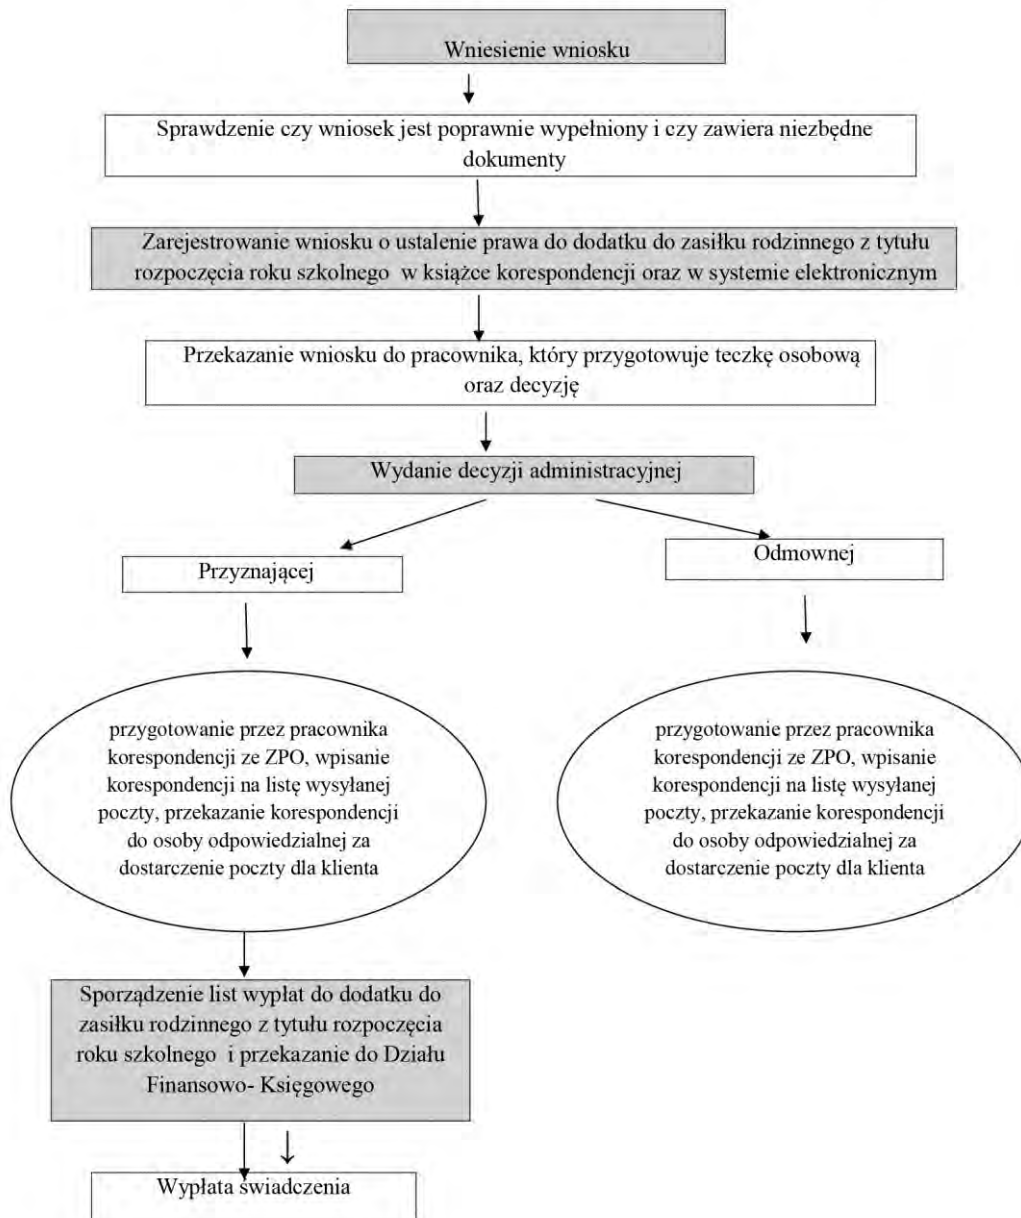 Wniesienie wniosku
Sprawdzenie czy wniosek jest poprawnie wypełniony i czy zawiera niezbędne
dokumenty
Zarejestrowanie wniosku o ustalenie prawa do dodatku do zasiłku rodzinnego z tytułu
rozpoczęcia roku szkolnego w książce korespondencji oraz w systemie elektronicznym
Przekazanie wniosku do pracownika, który przygotowuje teczkę osobową
oraz decyzję
Wydanie decyzji administracyjnej
Przyznającej
Odmownej
przygotowanie przez pracownika
korespondencji ze ZPO, wpisanie
korespondencji na listę wysyłanej
poczty, przekazanie korespondencji
do osoby odpowiedzialnej za
dostarczenie poczty dla klienta
przygotowanie przez pracownika
korespondencji ze ZPO, wpisanie
korespondencji na listę wysyłanej
poczty, przekazanie korespondencji
do osoby odpowiedzialnej za
dostarczenie poczty dla klienta
Sporządzenie list wypłat do dodatku do
zasiłku rodzinnego z tytułu rozpoczęcia
roku szkolnego i przekazanie do Działu
Finansowo- Księgowego
Wypłata świadczenia